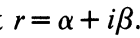 r = α + iβ.